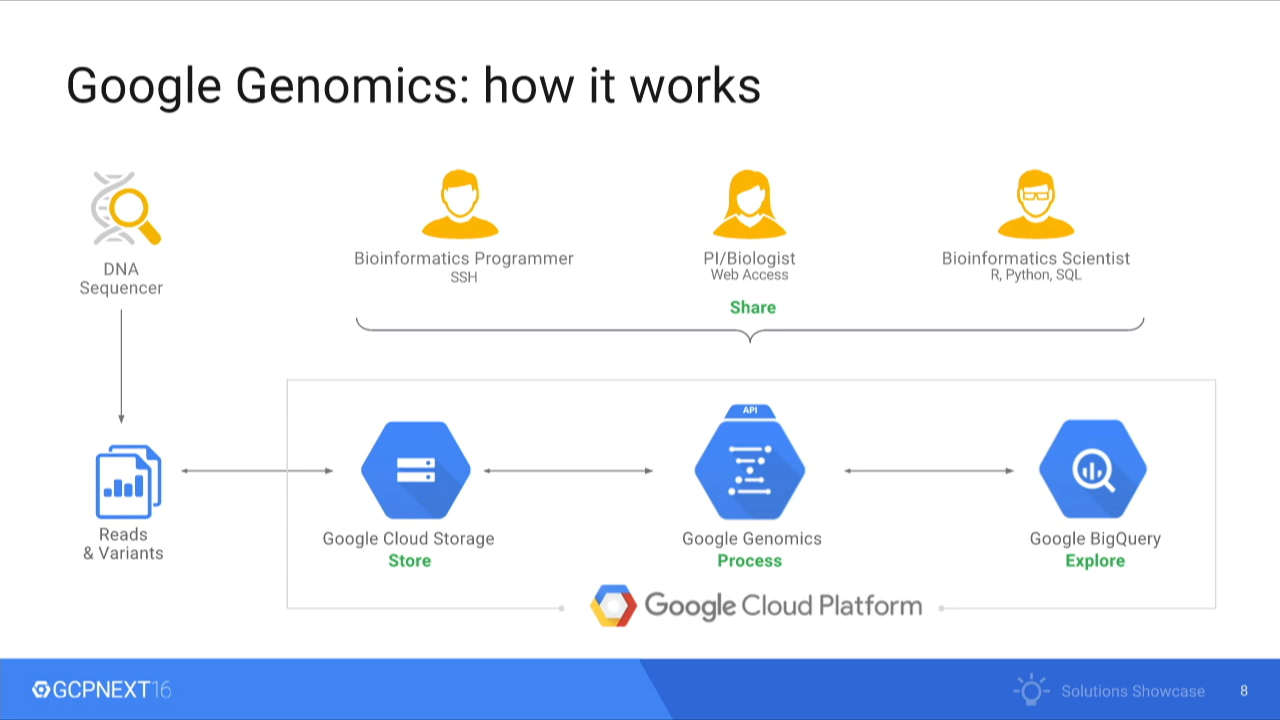 Google Genomics: how it works
DNA
Sequencer
Bioinformatics Programmer
SSH
PI/Biologist
Web Access
Bioinformatics Scientist
R, Python, SQL
Share
API
Reads
& Variants
Google Cloud Storage
Store
Google Genomics
Process
Google BigQuery
Explore
Google Cloud Platform
GCPNEXT16
Solutions Showcase
8